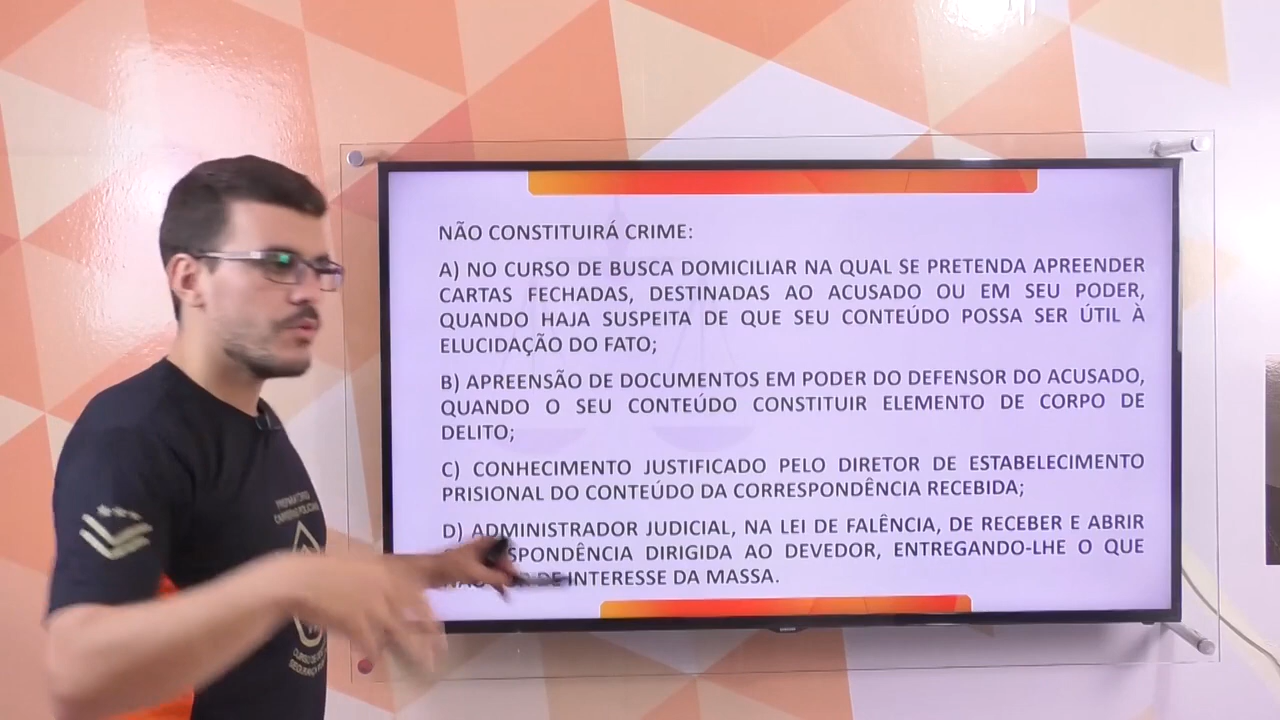 NÃO CONSTITUIRÁ CRIME:
A) NO CURSO DE BUSCA DOMICILIAR NA QUAL SE PRETENDA APREENDER
CARTAS FECHADAS, DESTINADAS AO ACUSADO OU EM SEU PODER,
QUANDO HAJA SUSPEITA DE QUE SEU CONTEÚDO POSSA SER ÚTIL À
ELUCIDAÇÃO DO FATO;
B) APREENSÃO DE DOCUMENTOS EM PODER DO DEFENSOR DO ACUSADO,
QUANDO O SEU CONTEÚDO CONSTITUIR ELEMENTO DE CORPO DE
DELITO;
C) CONHECIMENTO JUSTIFICADO PELO DIRETOR DE ESTABELECIMENTO
PRISIONAL DO CONTEÚDO DA CORRESPONDÊNCIA RECEBIDA;
D) ADMINISTRADOR JUDICIAL, NA LEI DE FALÊNCIA, DE RECEBER E ABRIR
DIRIGIDA AO DEVEDOR, ENTREGANDO-LHE O QUE
DE INTERESSE DA MASSA.
PREPARATÓRIO
CARREIRAS POLICIAIS